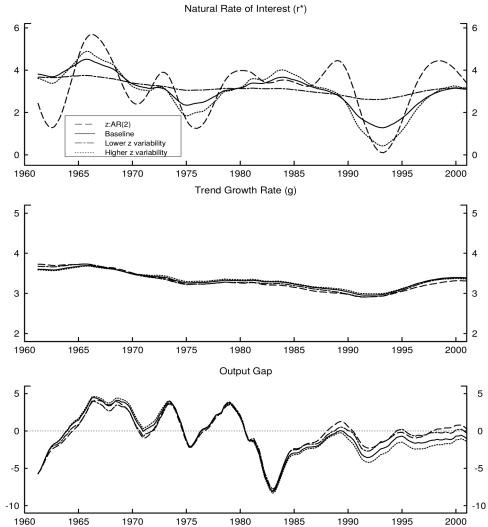 Natural Rate of Interest (r*)
6 6
4 4
2 2
0 0
z:AR(2)
Baseline
Lower z variability
Higher z variability
1960 1965 1970 1975 1980 1985 1990 1995 2000
Trend Growth Rate (g)
5 5
4 4
3 3
2 2
1960 1965 1970 1975 1980 1985 1990 1995 2000
Output Gap
5 5
0 0
-5 -5
-10 -10
1960 1965 1970 1975 1980 1985 1990 1995 2000